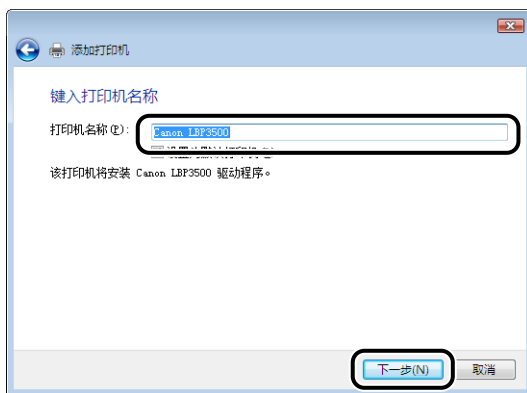 添加打印机
键入打印机名称
打印机名称(P):
Canon LBP3500
该打印机将安装 Canon LBP3500 驱动程序。
下一步(N)
取消